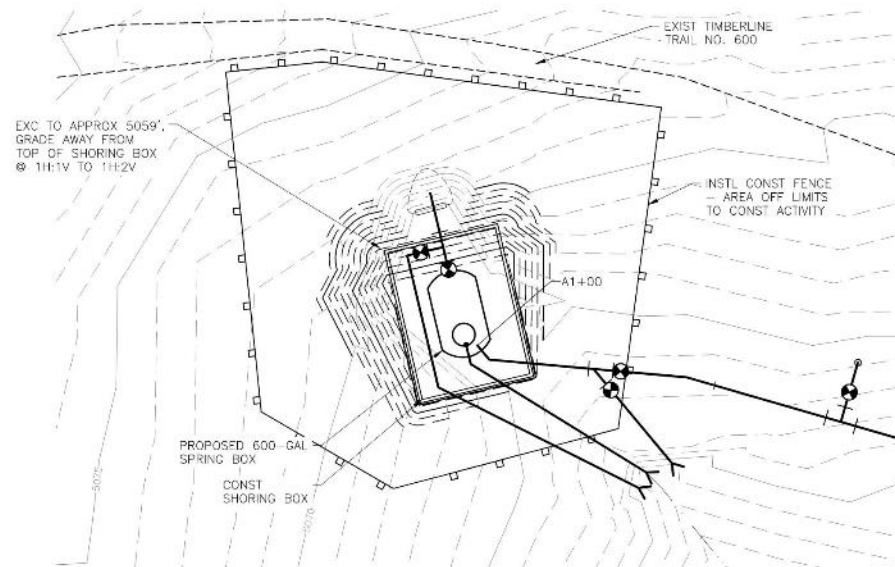 EXIST TIMBERLINE
TRAIL NO. 600
EXC TO APPROX 5059',
GRADE AWAY FROM
TOP OF SHORING BOX
@ 1H:1V TO 1H:2V
INSTL CONST FENCE
– AREA OFF LIMITS
TO CONST ACTIVITY
A1+00
PROPOSED 600 GAL
SPRING BOX
CONST
SHORING BOX
5075
5070